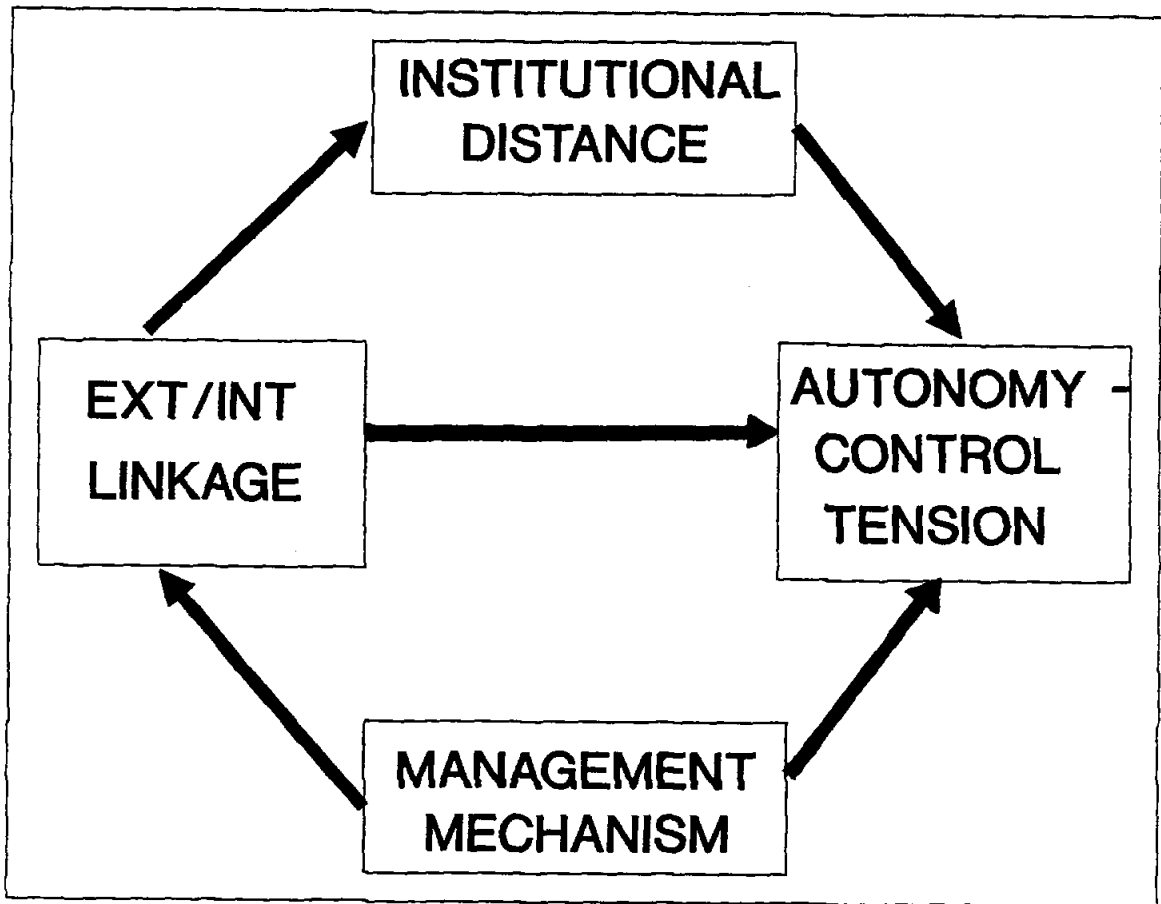 INSTITUTIONAL
DISTANCE
EXT/INT
LINKAGE
AUTONOMY -
CONTROL
TENSION
MANAGEMENT
MECHANISM